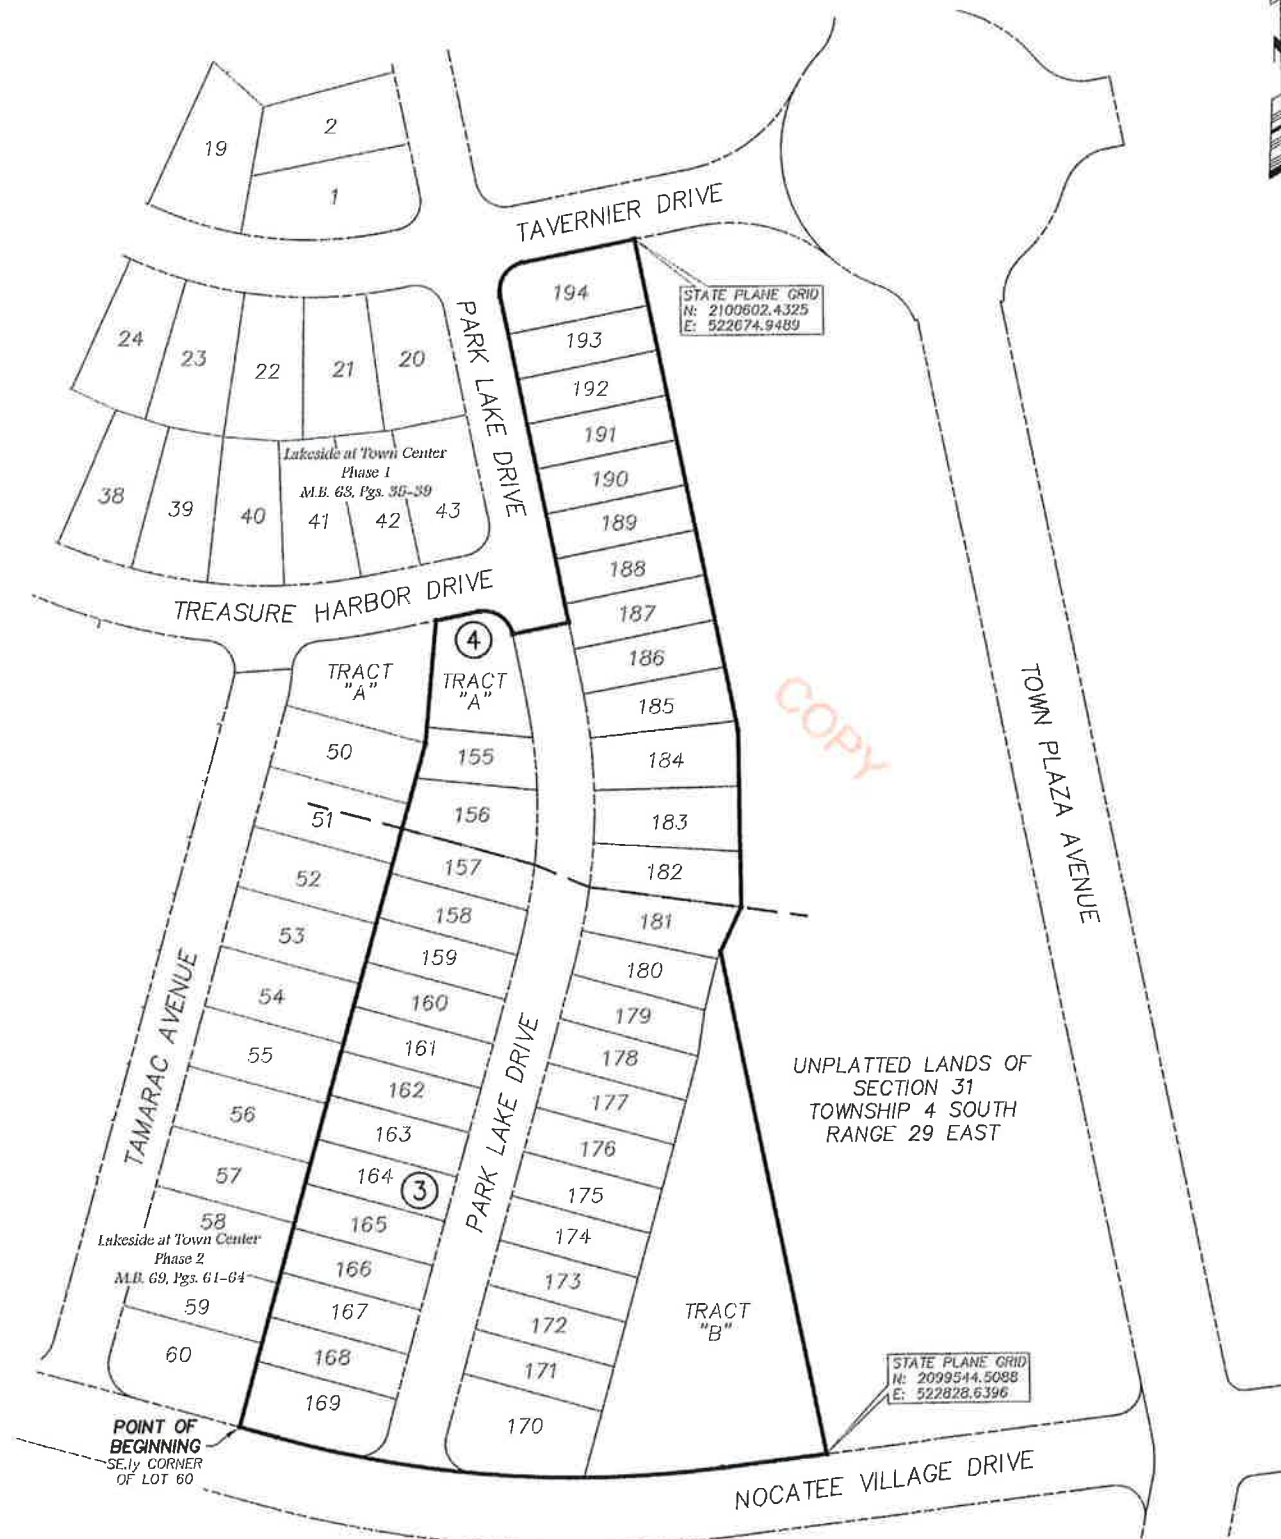 2
19
1
TAVERNIER DRIVE
STATE PLANE GRID
N: 2100602.4325
E: 522674.9489
194
193
192
191
190
189
188
187
186
185
184
183
182
181
180
179
178
177
176
175
174
173
172
171
170
PARK LAKE DRIVE
24
23
22
21
20
Lakeside at Town Center
Phase 1
M.B. 63, Pgs. 36-39
38
39
40
41
42
43
TREASURE HARBOR DRIVE
4
TRACT
"A"
TRACT
"A"
50
51
52
53
54
55
56
57
58
59
60
155
156
157
158
159
160
161
162
163
164
3
165
166
167
168
169
COPY
TOWN PLAZA AVENUE
TAMARAC AVENUE
PARK LAKE DRIVE
UNPLATTED LANDS OF
SECTION 31
TOWNSHIP 4 SOUTH
RANGE 29 EAST
Lakeside at Town Center
Phase 2
M.B. 69, Pgs. 61-64
TRACT
"B"
STATE PLANE GRID
N: 2099544.5088
E: 522828.6396
POINT OF
BEGINNING
SE.ly CORNER
OF LOT 60
NOCATEE VILLAGE DRIVE